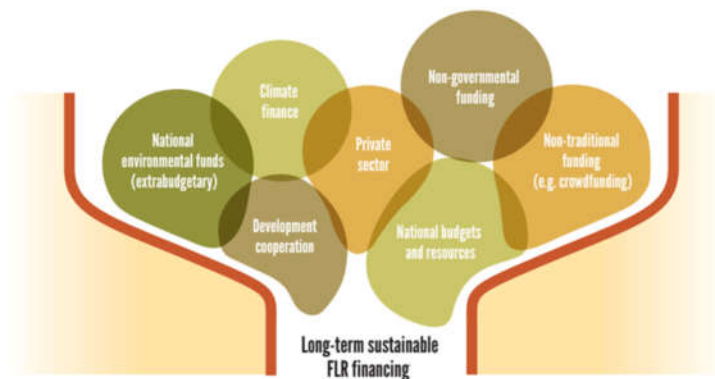 Climate
finance
Non-governmental
funding
National
environmental funds
(extrabudgetary)
Private
sector
Non-traditional
funding
(e.g. crowdfunding)
Development
cooperation
National budgets
and resources
Long-term sustainable
FLR financing